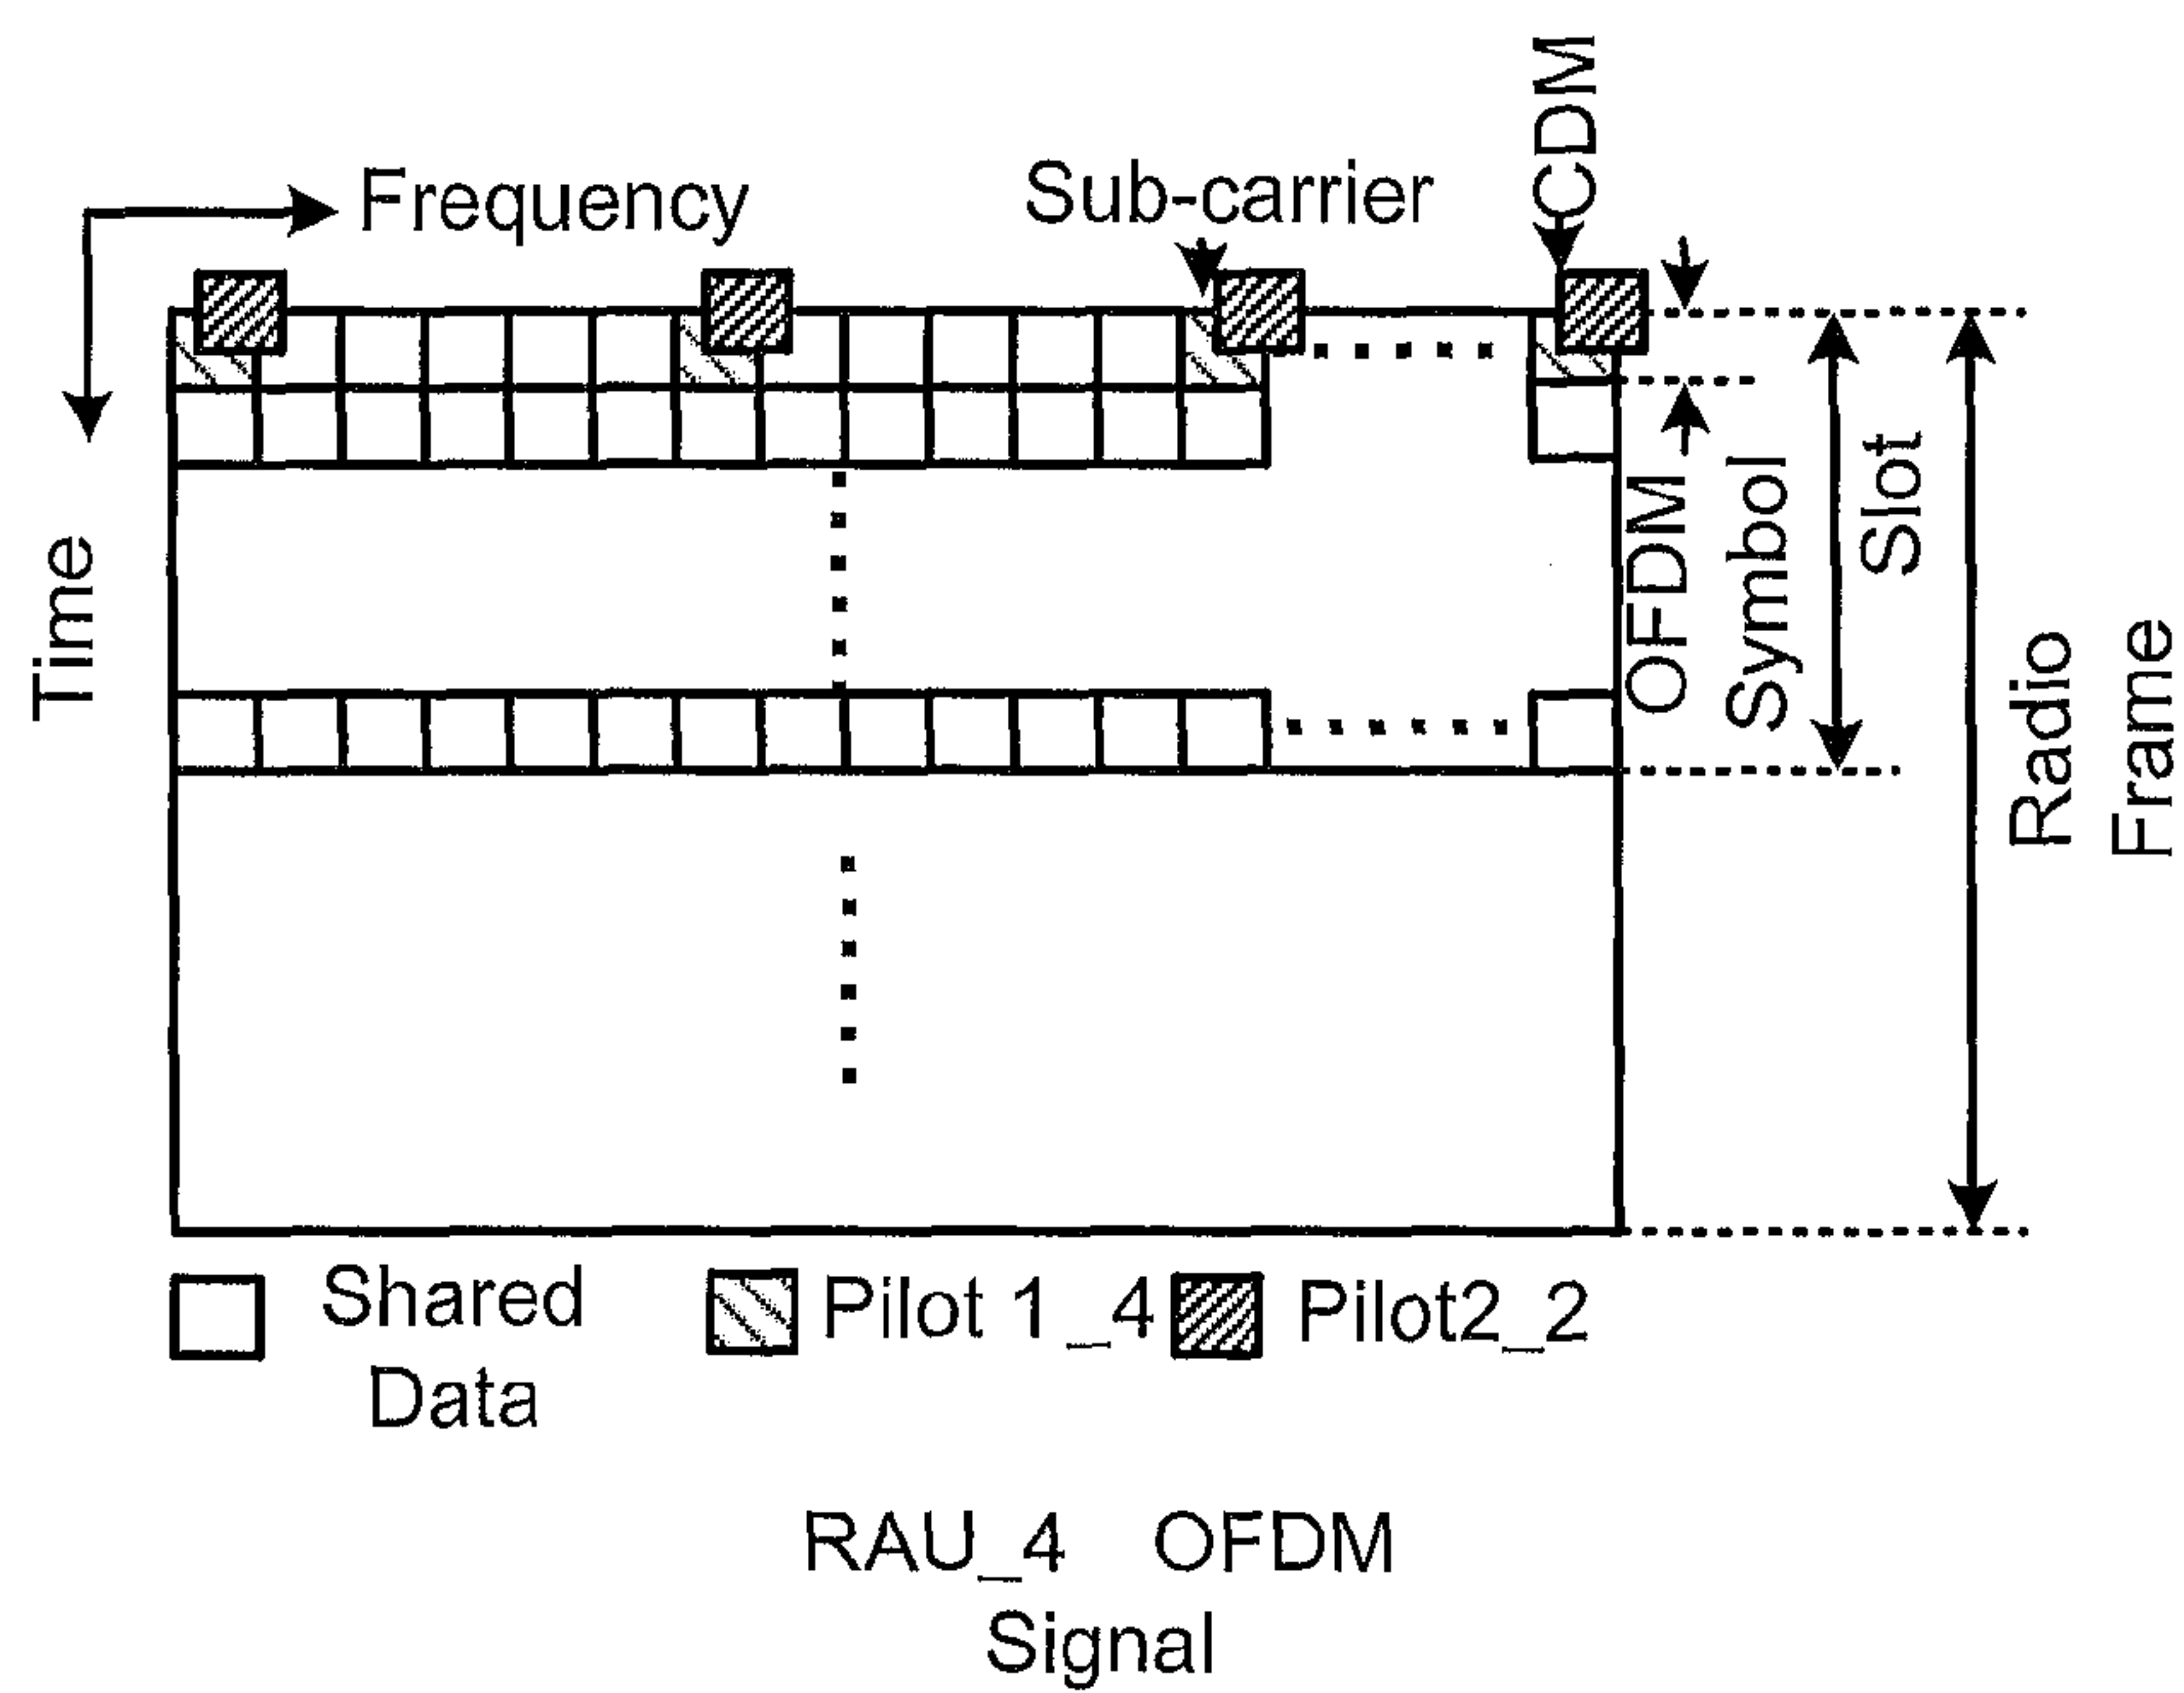 CDM
Sub-carrier
Frequency
Time
OFDM
Symbol
Slot
Radio
Frame
Shared
Data
Pilot 1_4
Pilot2_2
RAU_4 OFDM
Signal